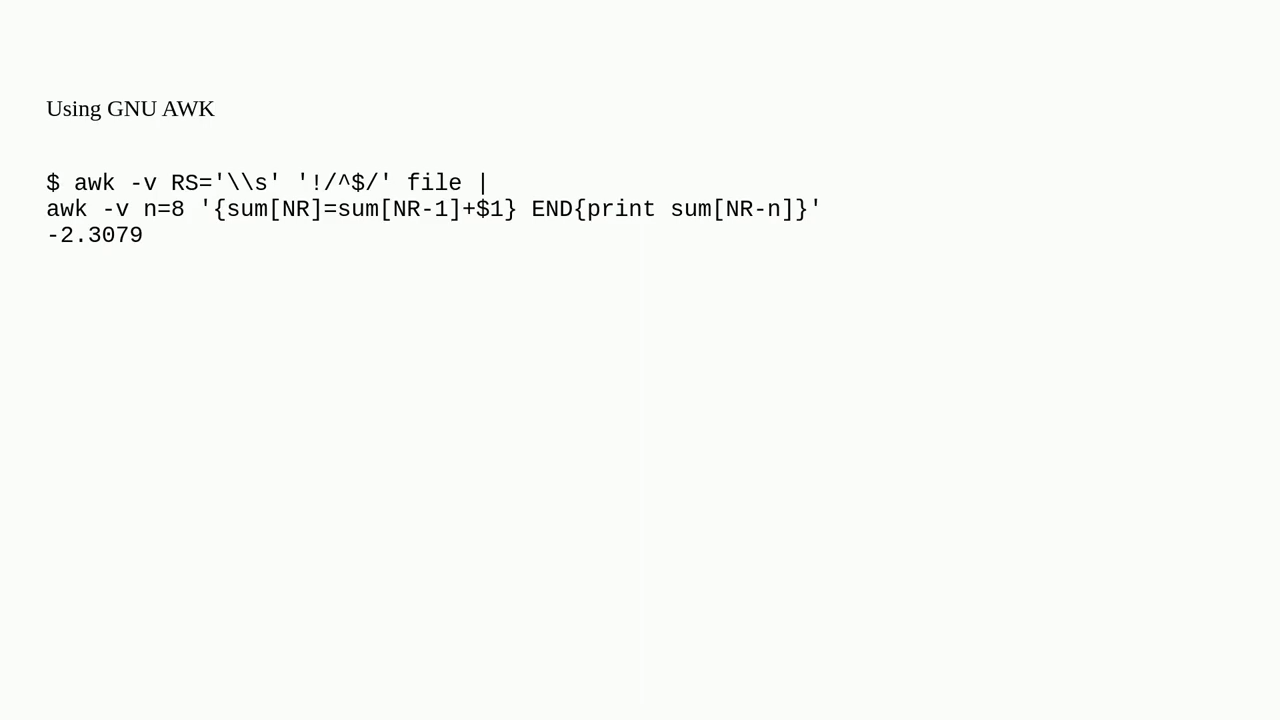 Using GNU AWK
$ awk -v RS='\\s' '!/^$/' file |
awk -v n=8 '{sum[NR]=sum[NR-1]+$1} END{print sum[NR-n]}'
-2.3079